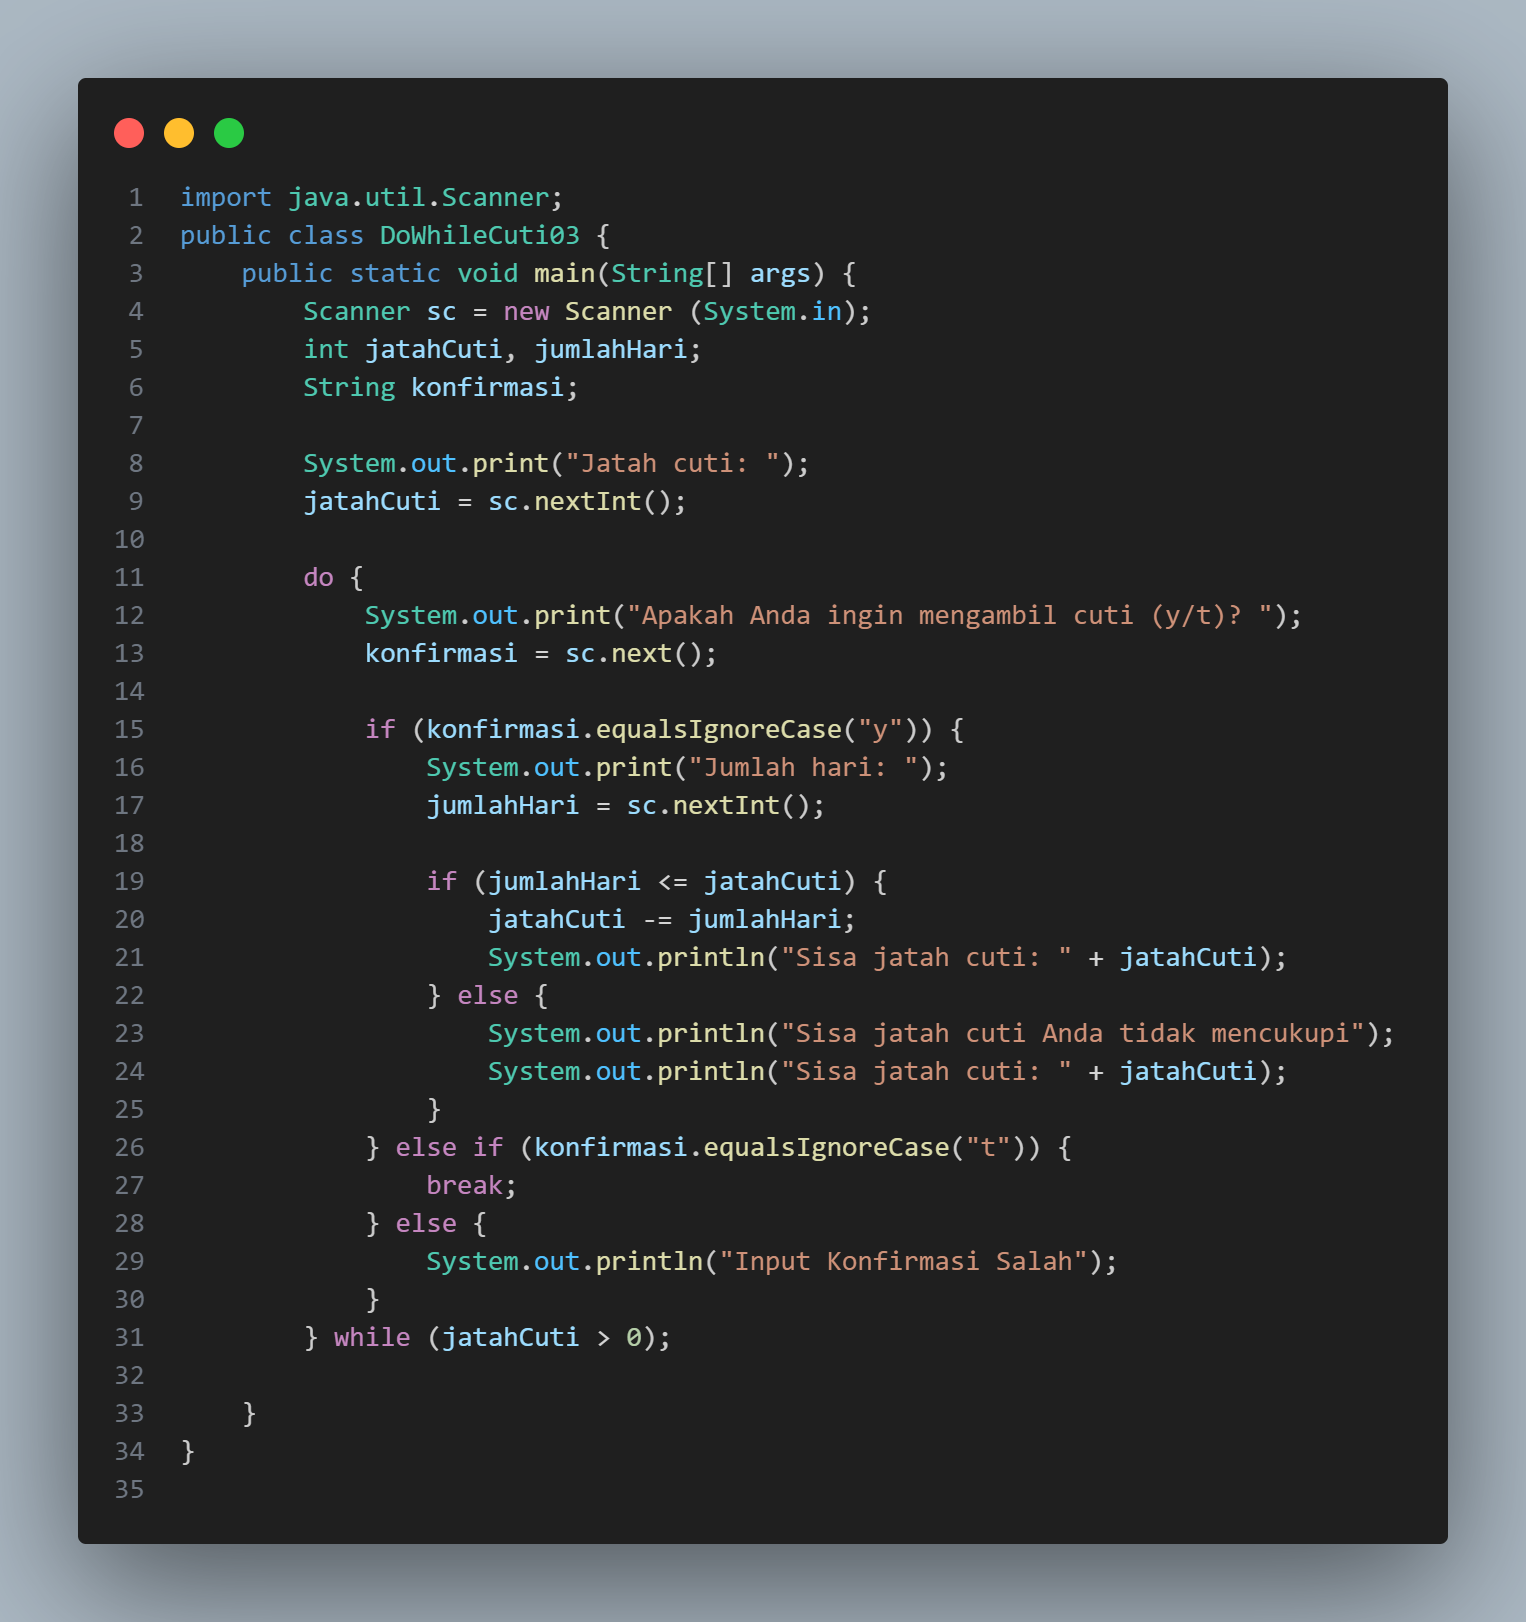 1 import java.util.Scanner;
2 public class DoWhileCuti03 {
3     public static void main(String[] args) {
4         Scanner sc = new Scanner (System.in);
5         int jatahCuti, jumlahHari;
6         String konfirmasi;
7
8         System.out.print("Jatah cuti: ");
9         jatahCuti = sc.nextInt();
10
11         do {
12             System.out.print("Apakah Anda ingin mengambil cuti (y/t)? ");
13             konfirmasi = sc.next();
14
15             if (konfirmasi.equalsIgnoreCase("y")) {
16                 System.out.print("Jumlah hari: ");
17                 jumlahHari = sc.nextInt();
18
19                 if (jumlahHari <= jatahCuti) {
20                     jatahCuti -= jumlahHari;
21                     System.out.println("Sisa jatah cuti: " + jatahCuti);
22                 } else {
23                     System.out.println("Sisa jatah cuti Anda tidak mencukupi");
24                     System.out.println("Sisa jatah cuti: " + jatahCuti);
25                 }
26             } else if (konfirmasi.equalsIgnoreCase("t")) {
27                 break;
28             } else {
29                 System.out.println("Input Konfirmasi Salah");
30             }
31         } while (jatahCuti > 0);
32
33     }
34 }
35